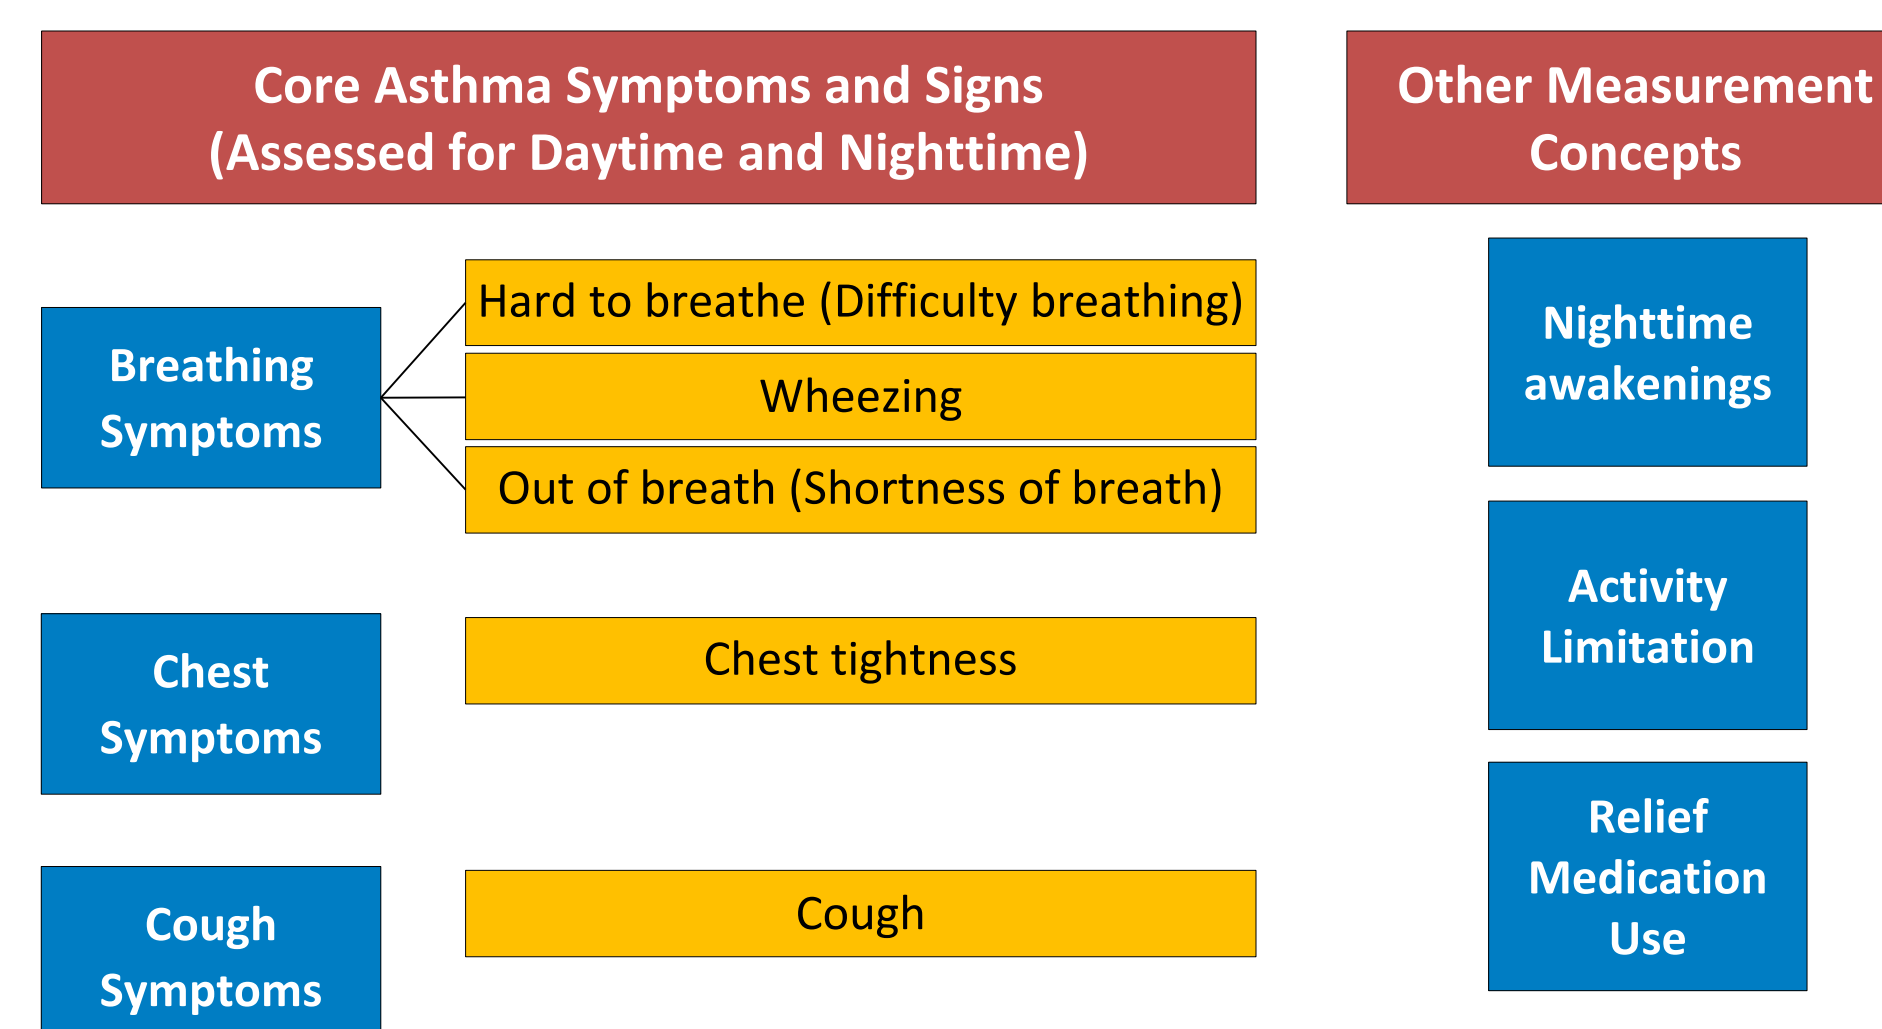 Core Asthma Symptoms and Signs
(Assessed for Daytime and Nighttime)
Breathing
Symptoms
Hard to breathe (Difficulty breathing)
Wheezing
Out of breath (Shortness of breath)
Chest
Symptoms
Chest tightness
Cough
Symptoms
Cough
Other Measurement
Concepts
Nighttime
awakenings
Activity
Limitation
Relief
Medication
Use